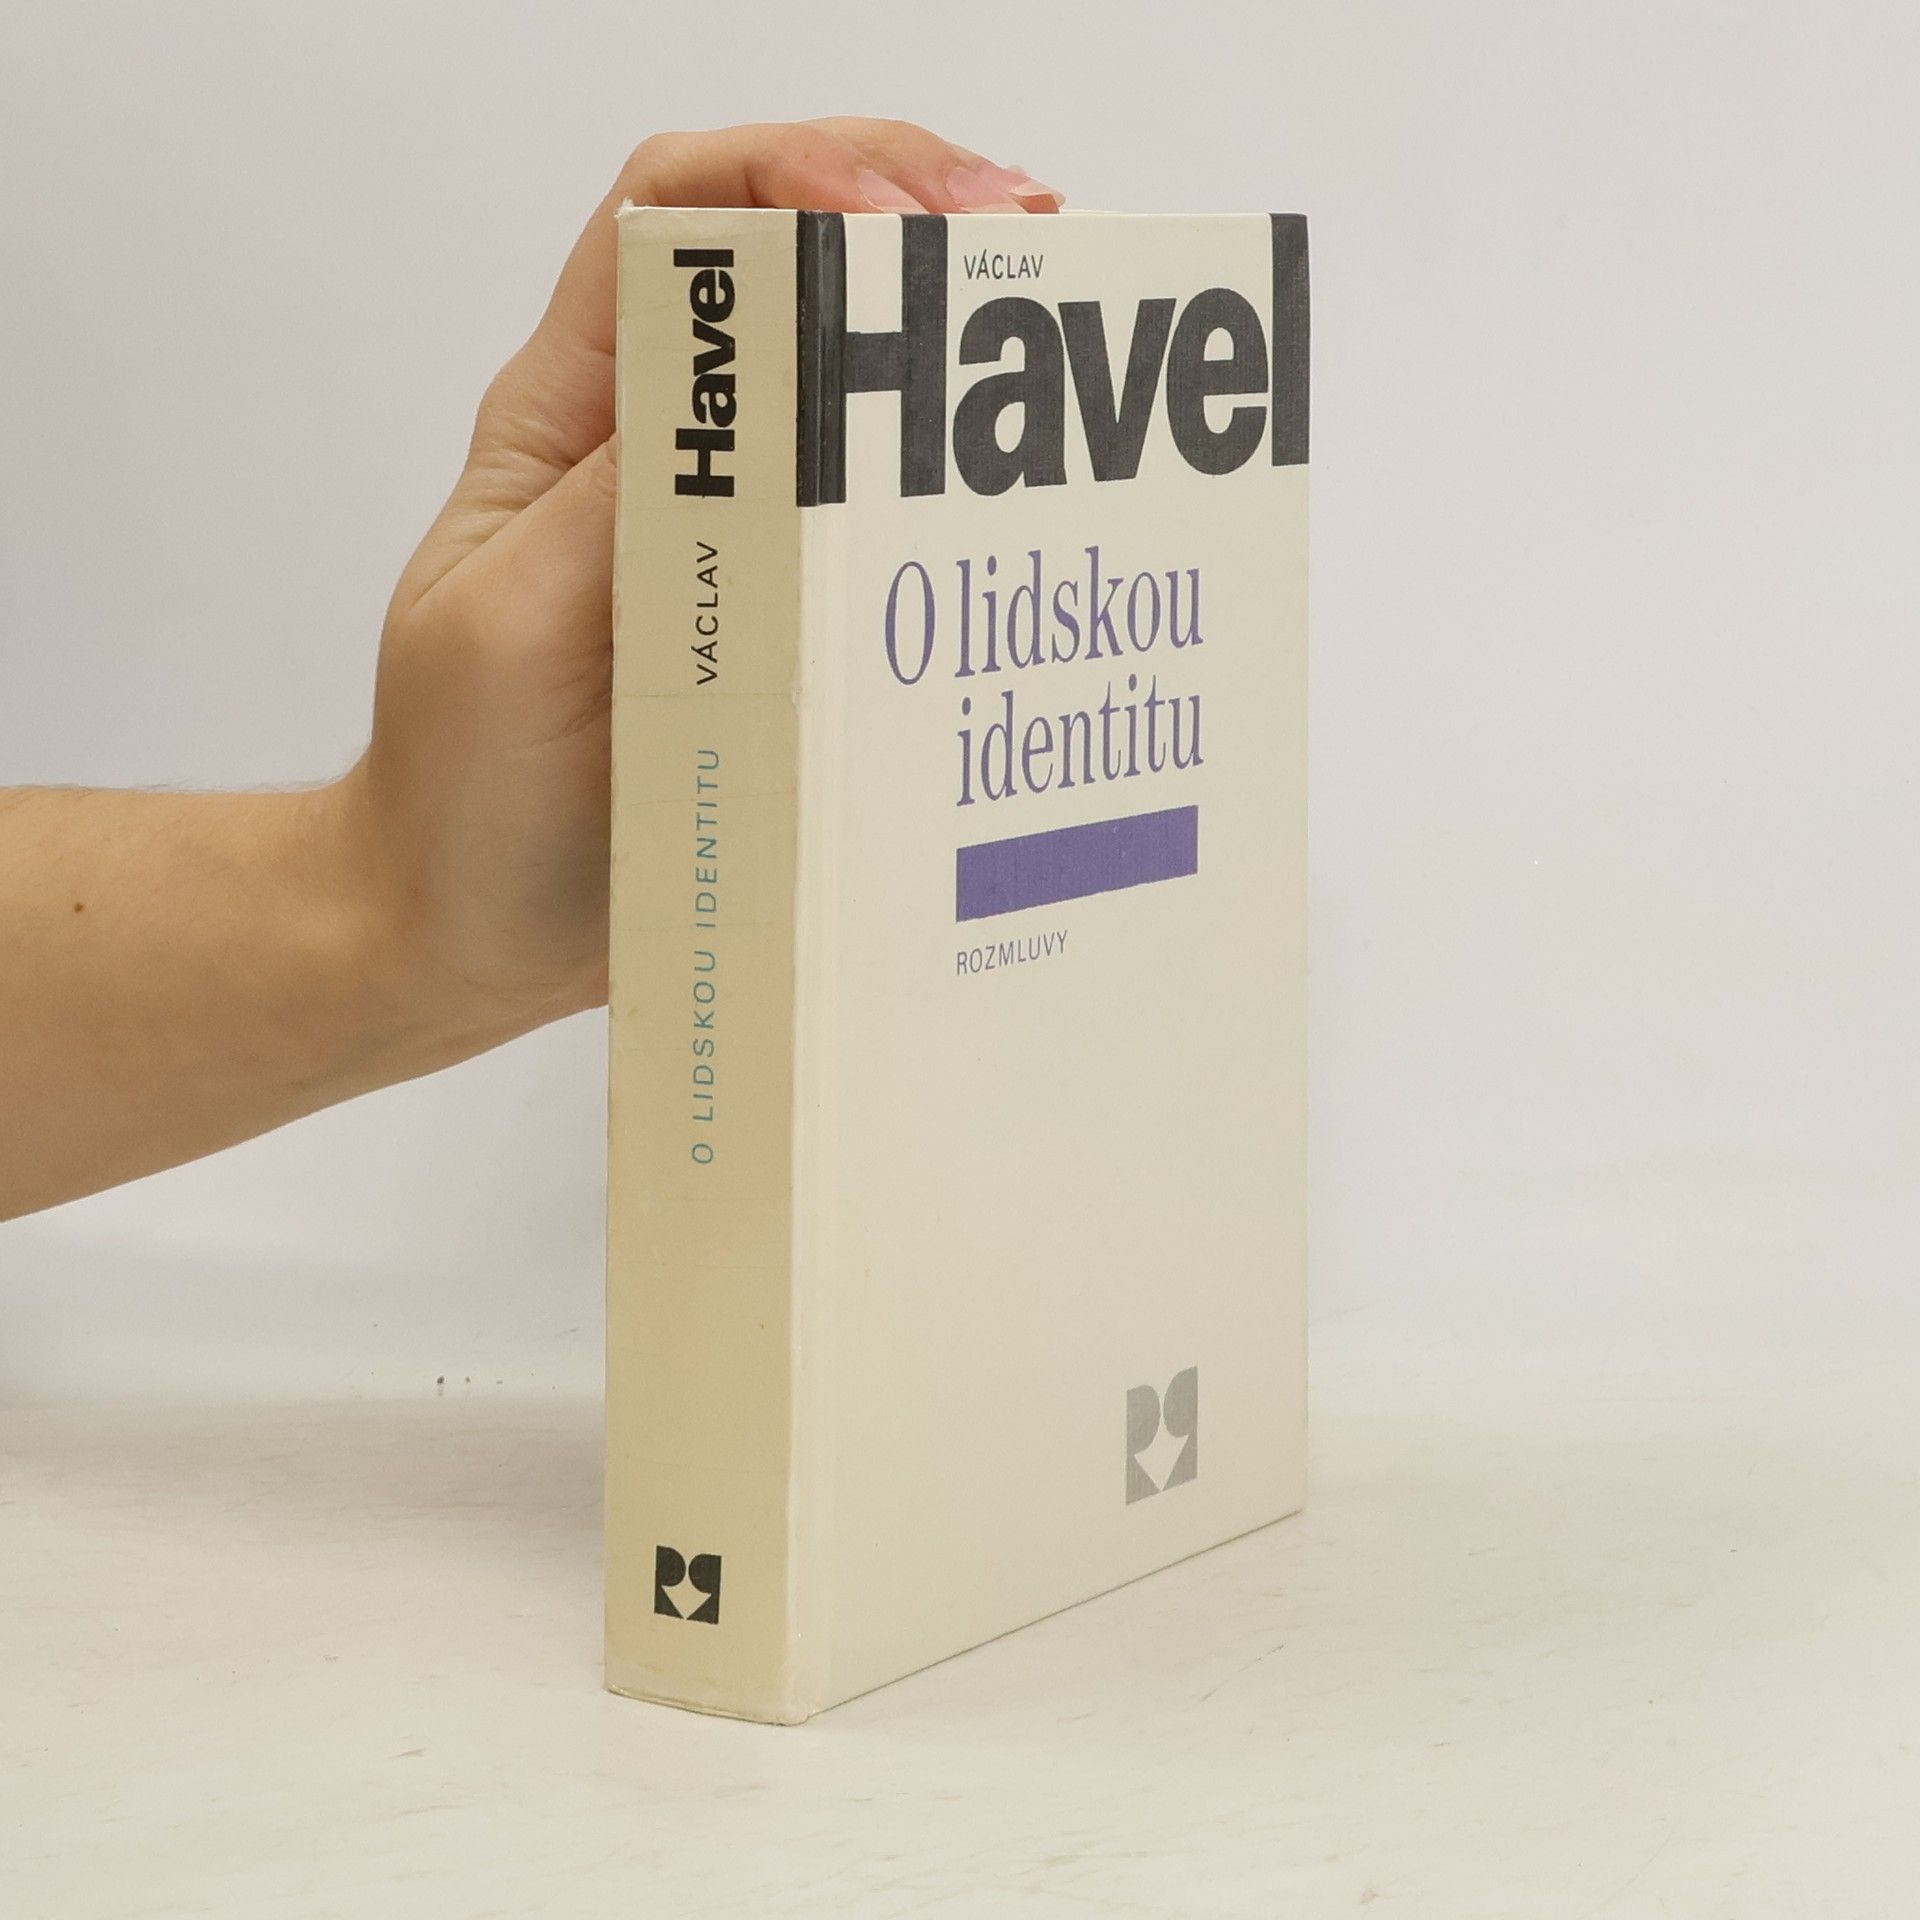 O LIDSKOU IDENTITU VÁCLAV Havel
VÁCLAV
Havel
O lidskou
identitu
ROZMLUVY